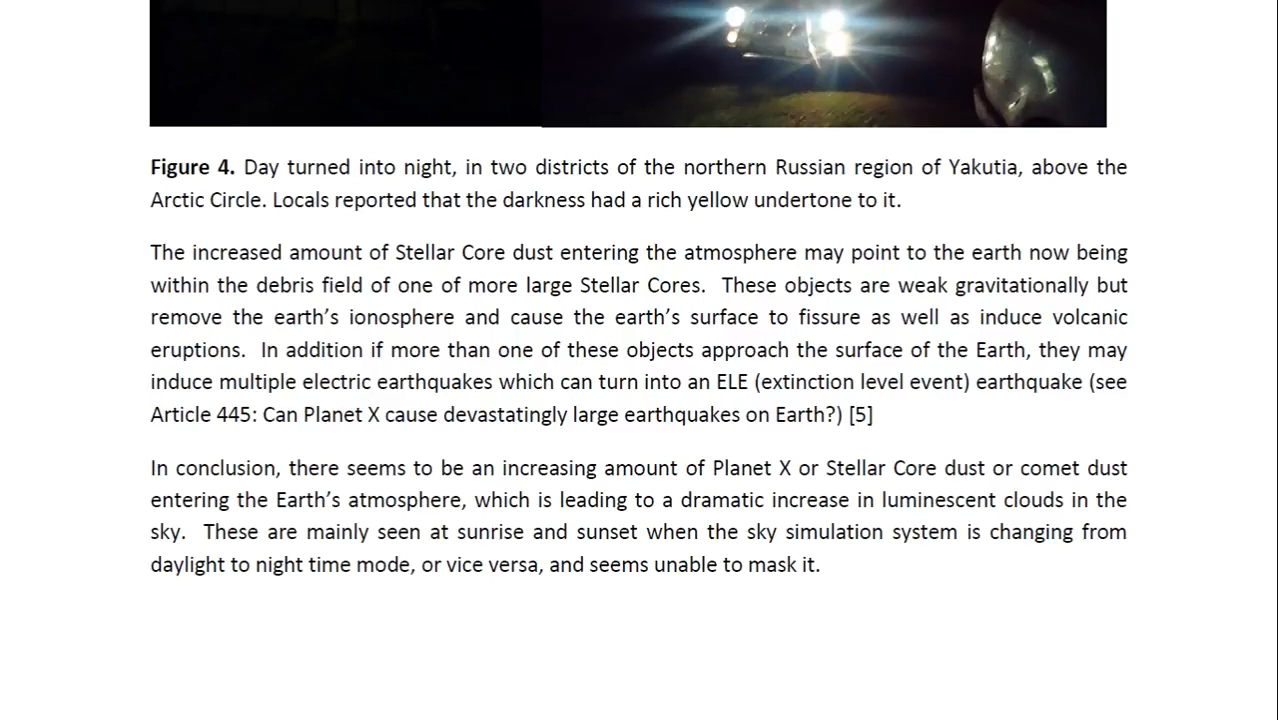 Figure 4. Day turned into night, in two districts of the northern Russian region of Yakutia, above the
Arctic Circle. Locals reported that the darkness had a rich yellow undertone to it.
The increased amount of Stellar Core dust entering the atmosphere may point to the earth now being
within the debris field of one of more large Stellar Cores.  These objects are weak gravitationally but
remove the earth’s ionosphere and cause the earth’s surface to fissure as well as induce volcanic
eruptions.  In addition if more than one of these objects approach the surface of the Earth, they may
induce multiple electric earthquakes which can turn into an ELE (extinction level event) earthquake (see
Article 445: Can Planet X cause devastatingly large earthquakes on Earth?) [5]
In conclusion, there seems to be an increasing amount of Planet X or Stellar Core dust or comet dust
entering the Earth’s atmosphere, which is leading to a dramatic increase in luminescent clouds in the
sky.  These are mainly seen at sunrise and sunset when the sky simulation system is changing from
daylight to night time mode, or vice versa, and seems unable to mask it.